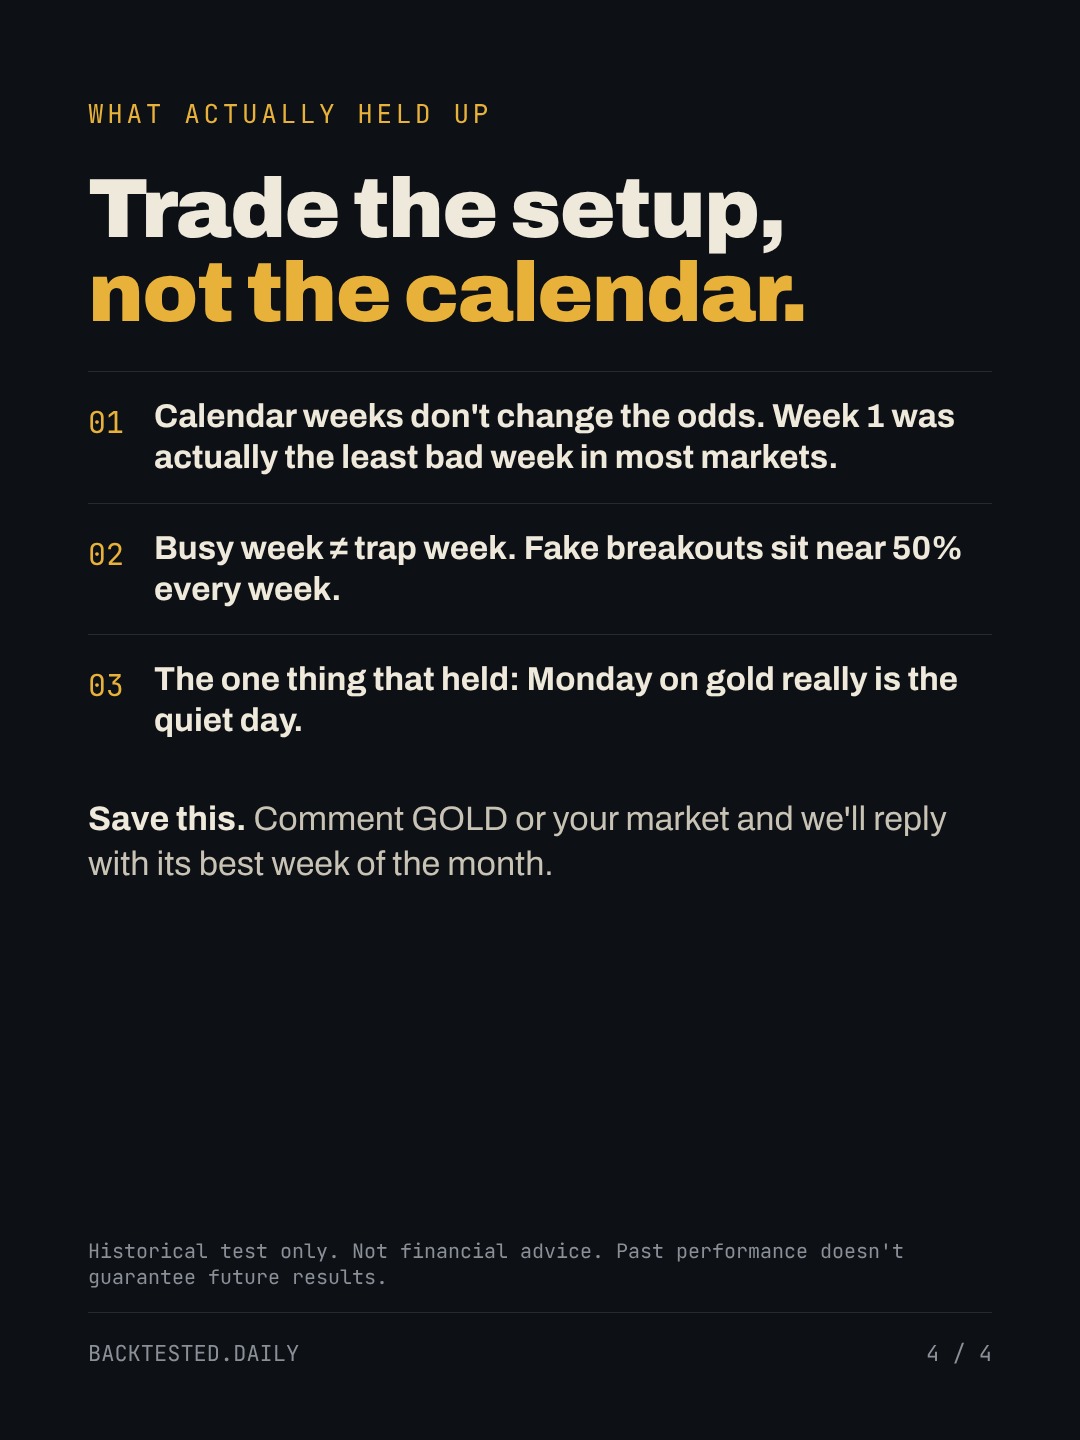 WHAT ACTUALLY HELD UP
Trade the setup,
not the calendar.
01
Calendar weeks don't change the odds. Week 1 was
actually the least bad week in most markets.
02
Busy week ≠ trap week. Fake breakouts sit near 50%
every week.
03
The one thing that held: Monday on gold really is the
quiet day.
Save this. Comment GOLD or your market and we'll reply
with its best week of the month.
Historical test only. Not financial advice. Past performance doesn't
guarantee future results.
BACKTESTED.DAILY
4 / 4